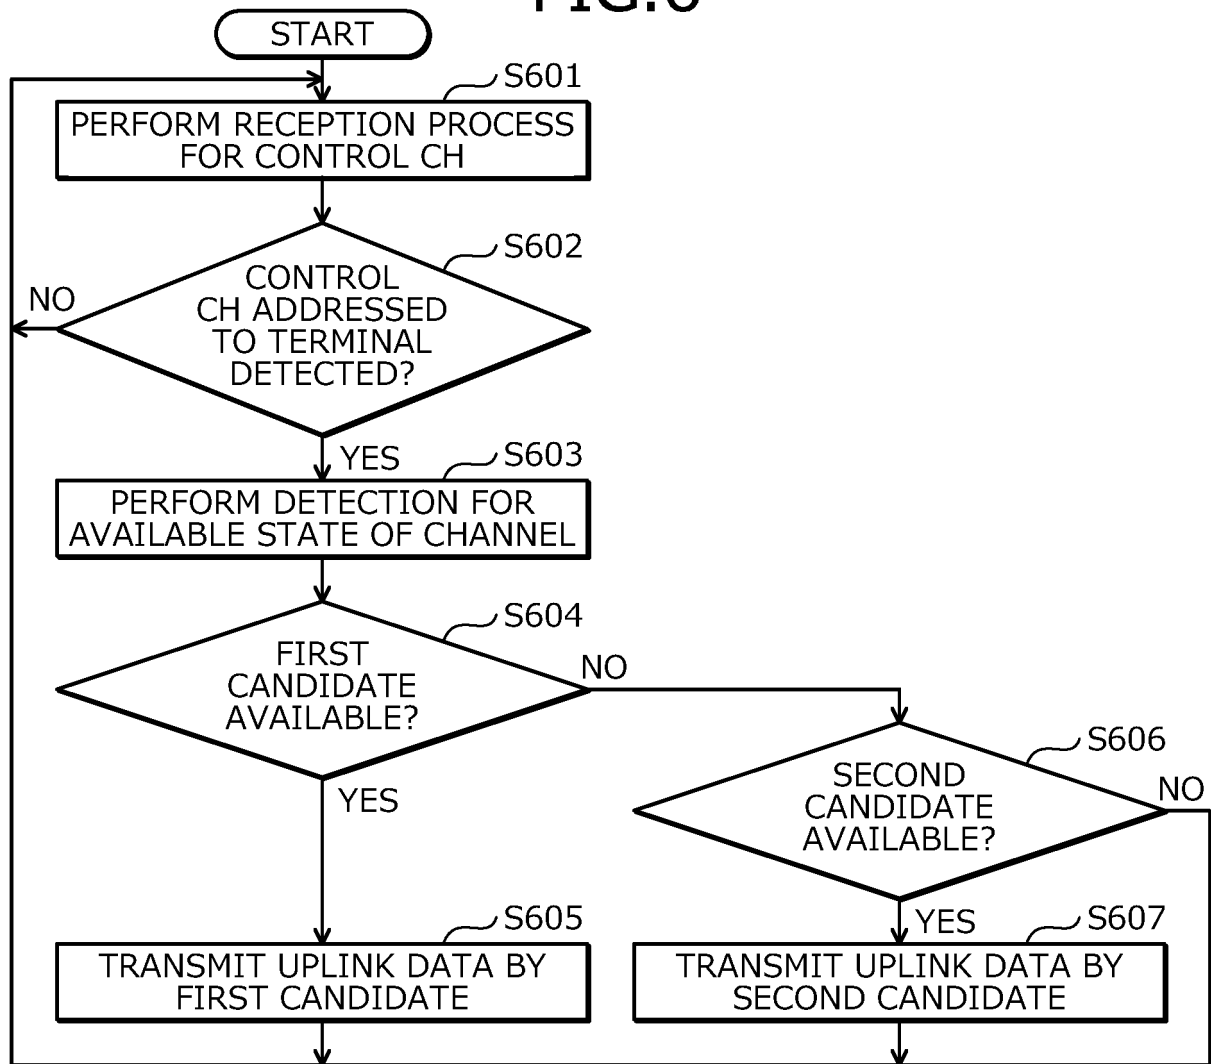 FIG.6
START
S601
PERFORM RECEPTION PROCESS
FOR CONTROL CH
S602
CONTROL
CH ADDRESSED
TO TERMINAL
DETECTED?
NO
YES
S603
PERFORM DETECTION FOR
AVAILABLE STATE OF CHANNEL
S604
FIRST
CANDIDATE
AVAILABLE?
NO
YES
S606
SECOND
CANDIDATE
AVAILABLE?
NO
YES
S605
TRANSMIT UPLINK DATA BY
FIRST CANDIDATE
S607
TRANSMIT UPLINK DATA BY
SECOND CANDIDATE